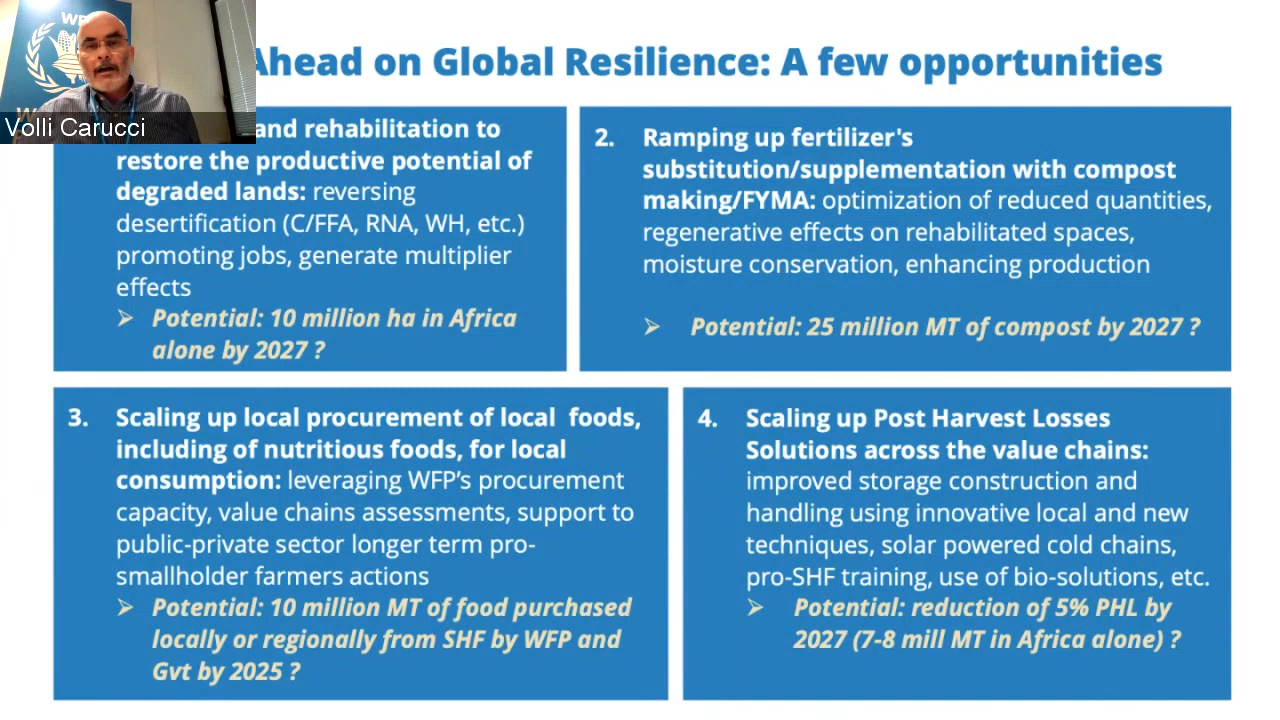 WF
W
Volli Carucci
Ahead on Global Resilience: A few opportunities
and rehabilitation to
restore the productive potential of
degraded lands: reversing
desertification (C/FFA, RNA, WH, etc.)
promoting jobs, generate multiplier
effects
➢ Potential: 10 million ha in Africa
alone by 2027 ?
2. Ramping up fertilizer's
substitution/supplementation with compost
making/FYMA: optimization of reduced quantities,
regenerative effects on rehabilitated spaces,
moisture conservation, enhancing production
➢ Potential: 25 million MT of compost by 2027 ?
3. Scaling up local procurement of local foods,
including of nutritious foods, for local
consumption: leveraging WFP’s procurement
capacity, value chains assessments, support to
public-private sector longer term pro-
smallholder farmers actions
➢ Potential: 10 million MT of food purchased
locally or regionally from SHF by WFP and
Gvt by 2025 ?
4. Scaling up Post Harvest Losses
Solutions across the value chains:
improved storage construction and
handling using innovative local and new
techniques, solar powered cold chains,
pro-SHF training, use of bio-solutions, etc.
➢ Potential: reduction of 5% PHL by
2027 (7-8 mill MT in Africa alone) ?